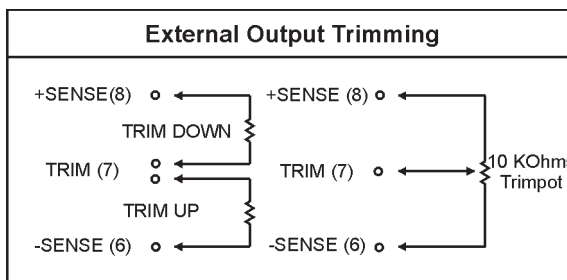 External Output Trimming
+SENSE (8)
TRIM DOWN
TRIM (7)
TRIM UP
-SENSE (6)
+SENSE (8)
TRIM (7)
10 KOhms
Trimpot
-SENSE (6)